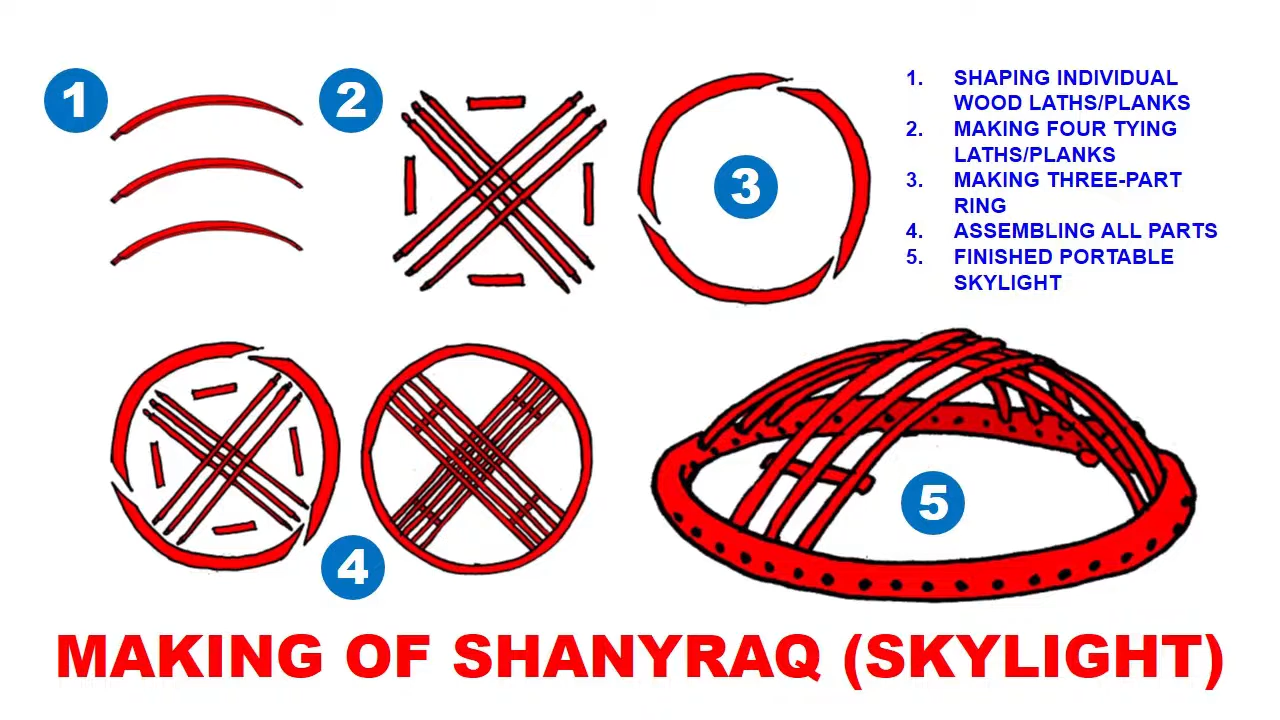 1
2
3
1. SHAPING INDIVIDUAL
WOOD LATHS/PLANKS
2. MAKING FOUR TYING
LATHS/PLANKS
3. MAKING THREE-PART
RING
4. ASSEMBLING ALL PARTS
5. FINISHED PORTABLE
SKYLIGHT
4
5
MAKING OF SHANYRAQ (SKYLIGHT)